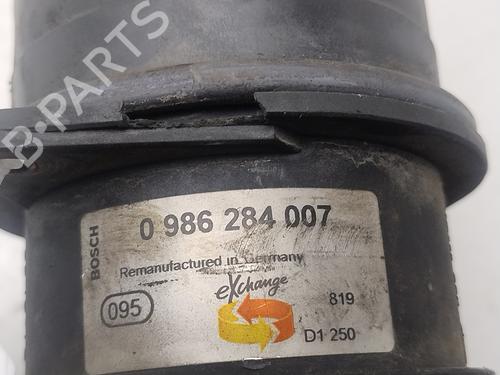 B-PARTS
0 986 284 007
BOSCH
Remanufactured in Germany
eXchange
095
819
D1 250